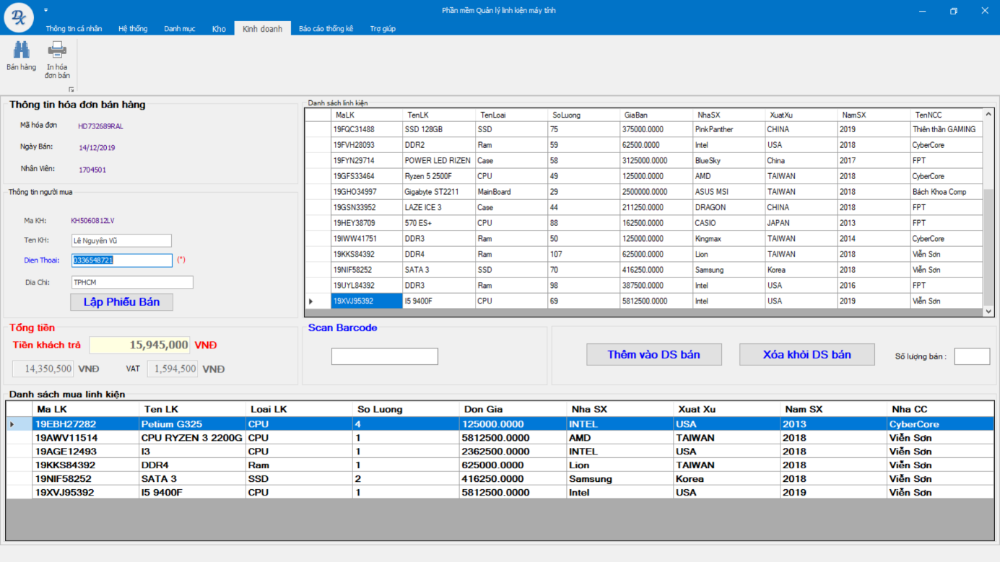 Phần mềm Quản lý linh kiện máy tính
DX
Thông tin cá nhân Hệ thống Danh mục Kho Kinh doanh Báo cáo thống kê Trợ giúp
Bán hàng
In hóa đơn bán
Thông tin hóa đơn bán hàng
Mã hóa đơn HD732689RAL
Ngày Bán: 14/12/2019
Nhân Viên: 1704501
Thông tin người mua
Ma KH: KH5060812LV
Ten KH: Lê Nguyên Vũ
Dien Thoai: 0336548721 (*)
Dia Chi: TPHCM
Lập Phiếu Bán
Danh sách linh kiện
MaLK TenLK TenLoai SoLuong GiaBan NhaSX XuatXu NamSX TenNCC
19FQC31488 SSD 128GB SSD 75 375000.0000 PinkPanther CHINA 2019 Thiên thần GAMING
19FVH28093 DDR2 Ram 59 62500.0000 Intel USA 2018 CyberCore
19FYN29714 POWER LED RIZEN Case 58 3125000.0000 BlueSky China 2017 FPT
19GFS33464 Ryzen 5 2500F CPU 49 125000.0000 AMD TAIWAN 2018 CyberCore
19GHO34997 Gigabyte ST2211 MainBoard 29 2500000.0000 ASUS MSI TAIWAN 2018 Bách Khoa Comp
19GSN33952 LAZE ICE 3 Case 44 211250.0000 DRAGON CHINA 2018 FPT
19HEY38709 570 ES+ CPU 88 162500.0000 CASIO JAPAN 2013 FPT
19IWW41751 DDR3 Ram 50 125000.0000 Kingmax TAIWAN 2014 CyberCore
19KKS84392 DDR4 Ram 107 625000.0000 Lion TAIWAN 2018 Viễn Sơn
19NIF58252 SATA 3 SSD 70 416250.0000 Samsung Korea 2018 Viễn Sơn
19UYL84392 DDR3 Ram 98 387500.0000 Intel USA 2016 FPT
19XVJ95392 I5 9400F CPU 69 5812500.0000 Intel USA 2019 Viễn Sơn
Tổng tiền
Tiền khách trả 15,945,000 VNĐ
14,350,500 VNĐ VAT 1,594,500 VNĐ
Scan Barcode
Thêm vào DS bán Xóa khỏi DS bán Số lượng bán :
Danh sách mua linh kiện
Ma LK Ten LK Loai LK So Luong Don Gia Nha SX Xuat Xu Nam SX Nha CC
19EBH27282 Petium G325 CPU 4 125000.0000 INTEL USA 2013 CyberCore
19AWV11514 CPU RYZEN 3 2200G CPU 1 5812500.0000 AMD TAIWAN 2018 Viễn Sơn
19AGE12493 I3 CPU 1 2362500.0000 INTEL USA 2018 Viễn Sơn
19KKS84392 DDR4 Ram 1 625000.0000 Lion TAIWAN 2018 Viễn Sơn
19NIF58252 SATA 3 SSD 2 416250.0000 Samsung Korea 2018 Viễn Sơn
19XVJ95392 I5 9400F CPU 1 5812500.0000 Intel USA 2019 Viễn Sơn